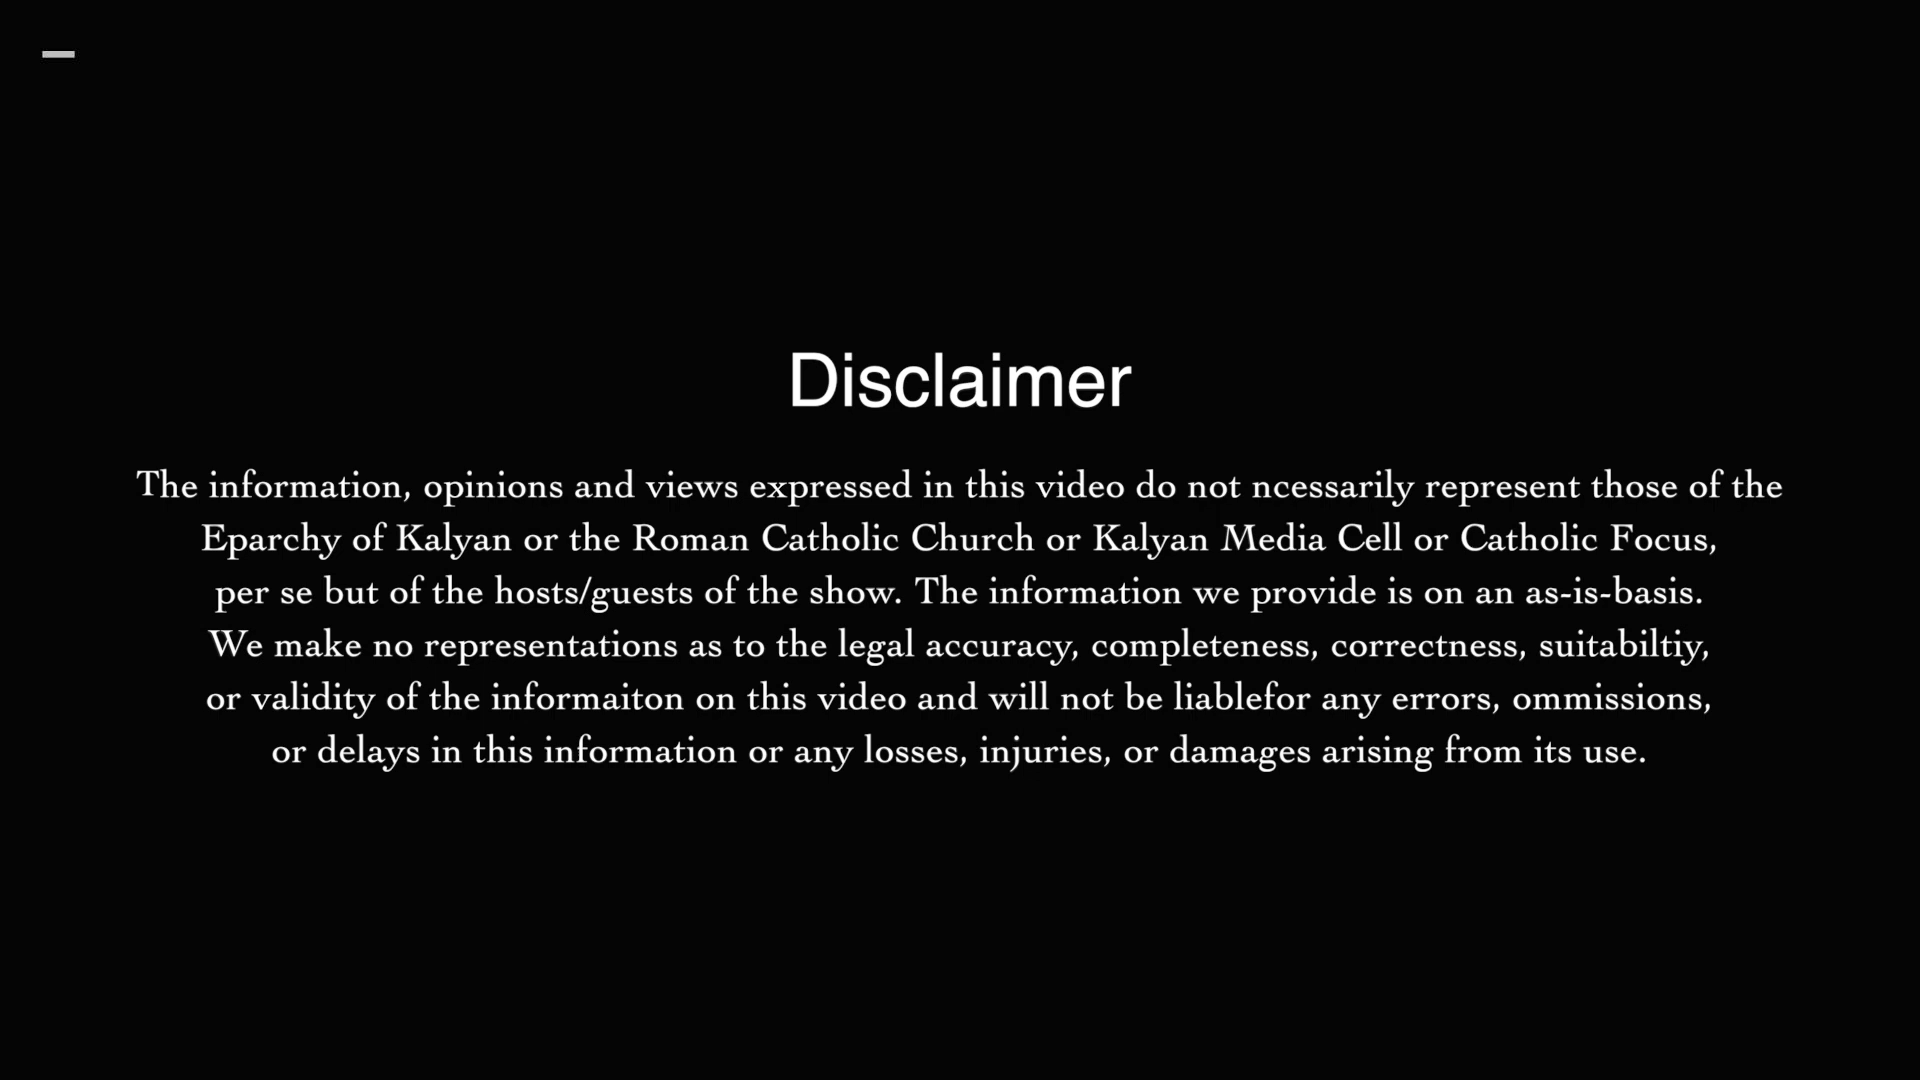 Disclaimer
The information, opinions and views expressed in this video do not ncessarily represent those of the
Eparchy of Kalyan or the Roman Catholic Church or Kalyan Media Cell or Catholic Focus,
per se but of the hosts/guests of the show. The information we provide is on an as-is-basis.
We make no representations as to the legal accuracy, completeness, correctness, suitabiltiy,
or validity of the informaiton on this video and will not be liablefor any errors, ommissions,
or delays in this information or any losses, injuries, or damages arising from its use.